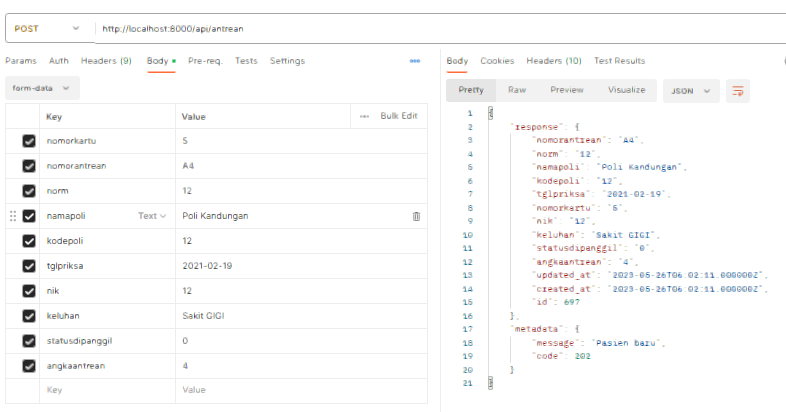 POST http://localhost:8000/api/antrean
Params Auth Headers (9) Body Pre-req. Tests Settings
form-data
Key Value Bulk Edit
nomorkartu 5
nomorantrean A4
norm 12
namapoli Text Poli Kandungan
kodepoli 12
tglpriksa 2021-02-19
nik 12
keluhan Sakit GIGI
statusdipanggil 0
angkaantrean 4
Key Value
Body Cookies Headers (10) Test Results
Pretty Raw Preview Visualize JSON
1 {
2 "response": {
3 "nomorantrean": "A4",
4 "norm": "12",
5 "namapoli": "Poli Kandungan",
6 "kodepoli": "12",
7 "tglpriksa": "2021-02-19",
8 "nomorkartu": "5",
9 "nik": "12",
10 "keluhan": "Sakit GIGI",
11 "statusdipanggil": "0",
12 "angkaantrean": "4",
13 "updated_at": "2023-05-26T06:02:11.000000Z",
14 "created_at": "2023-05-26T06:02:11.000000Z",
15 "id": 697
16 },
17 "metadata": {
18 "message": "Pasien baru",
19 "code": 202
20 }
21 }